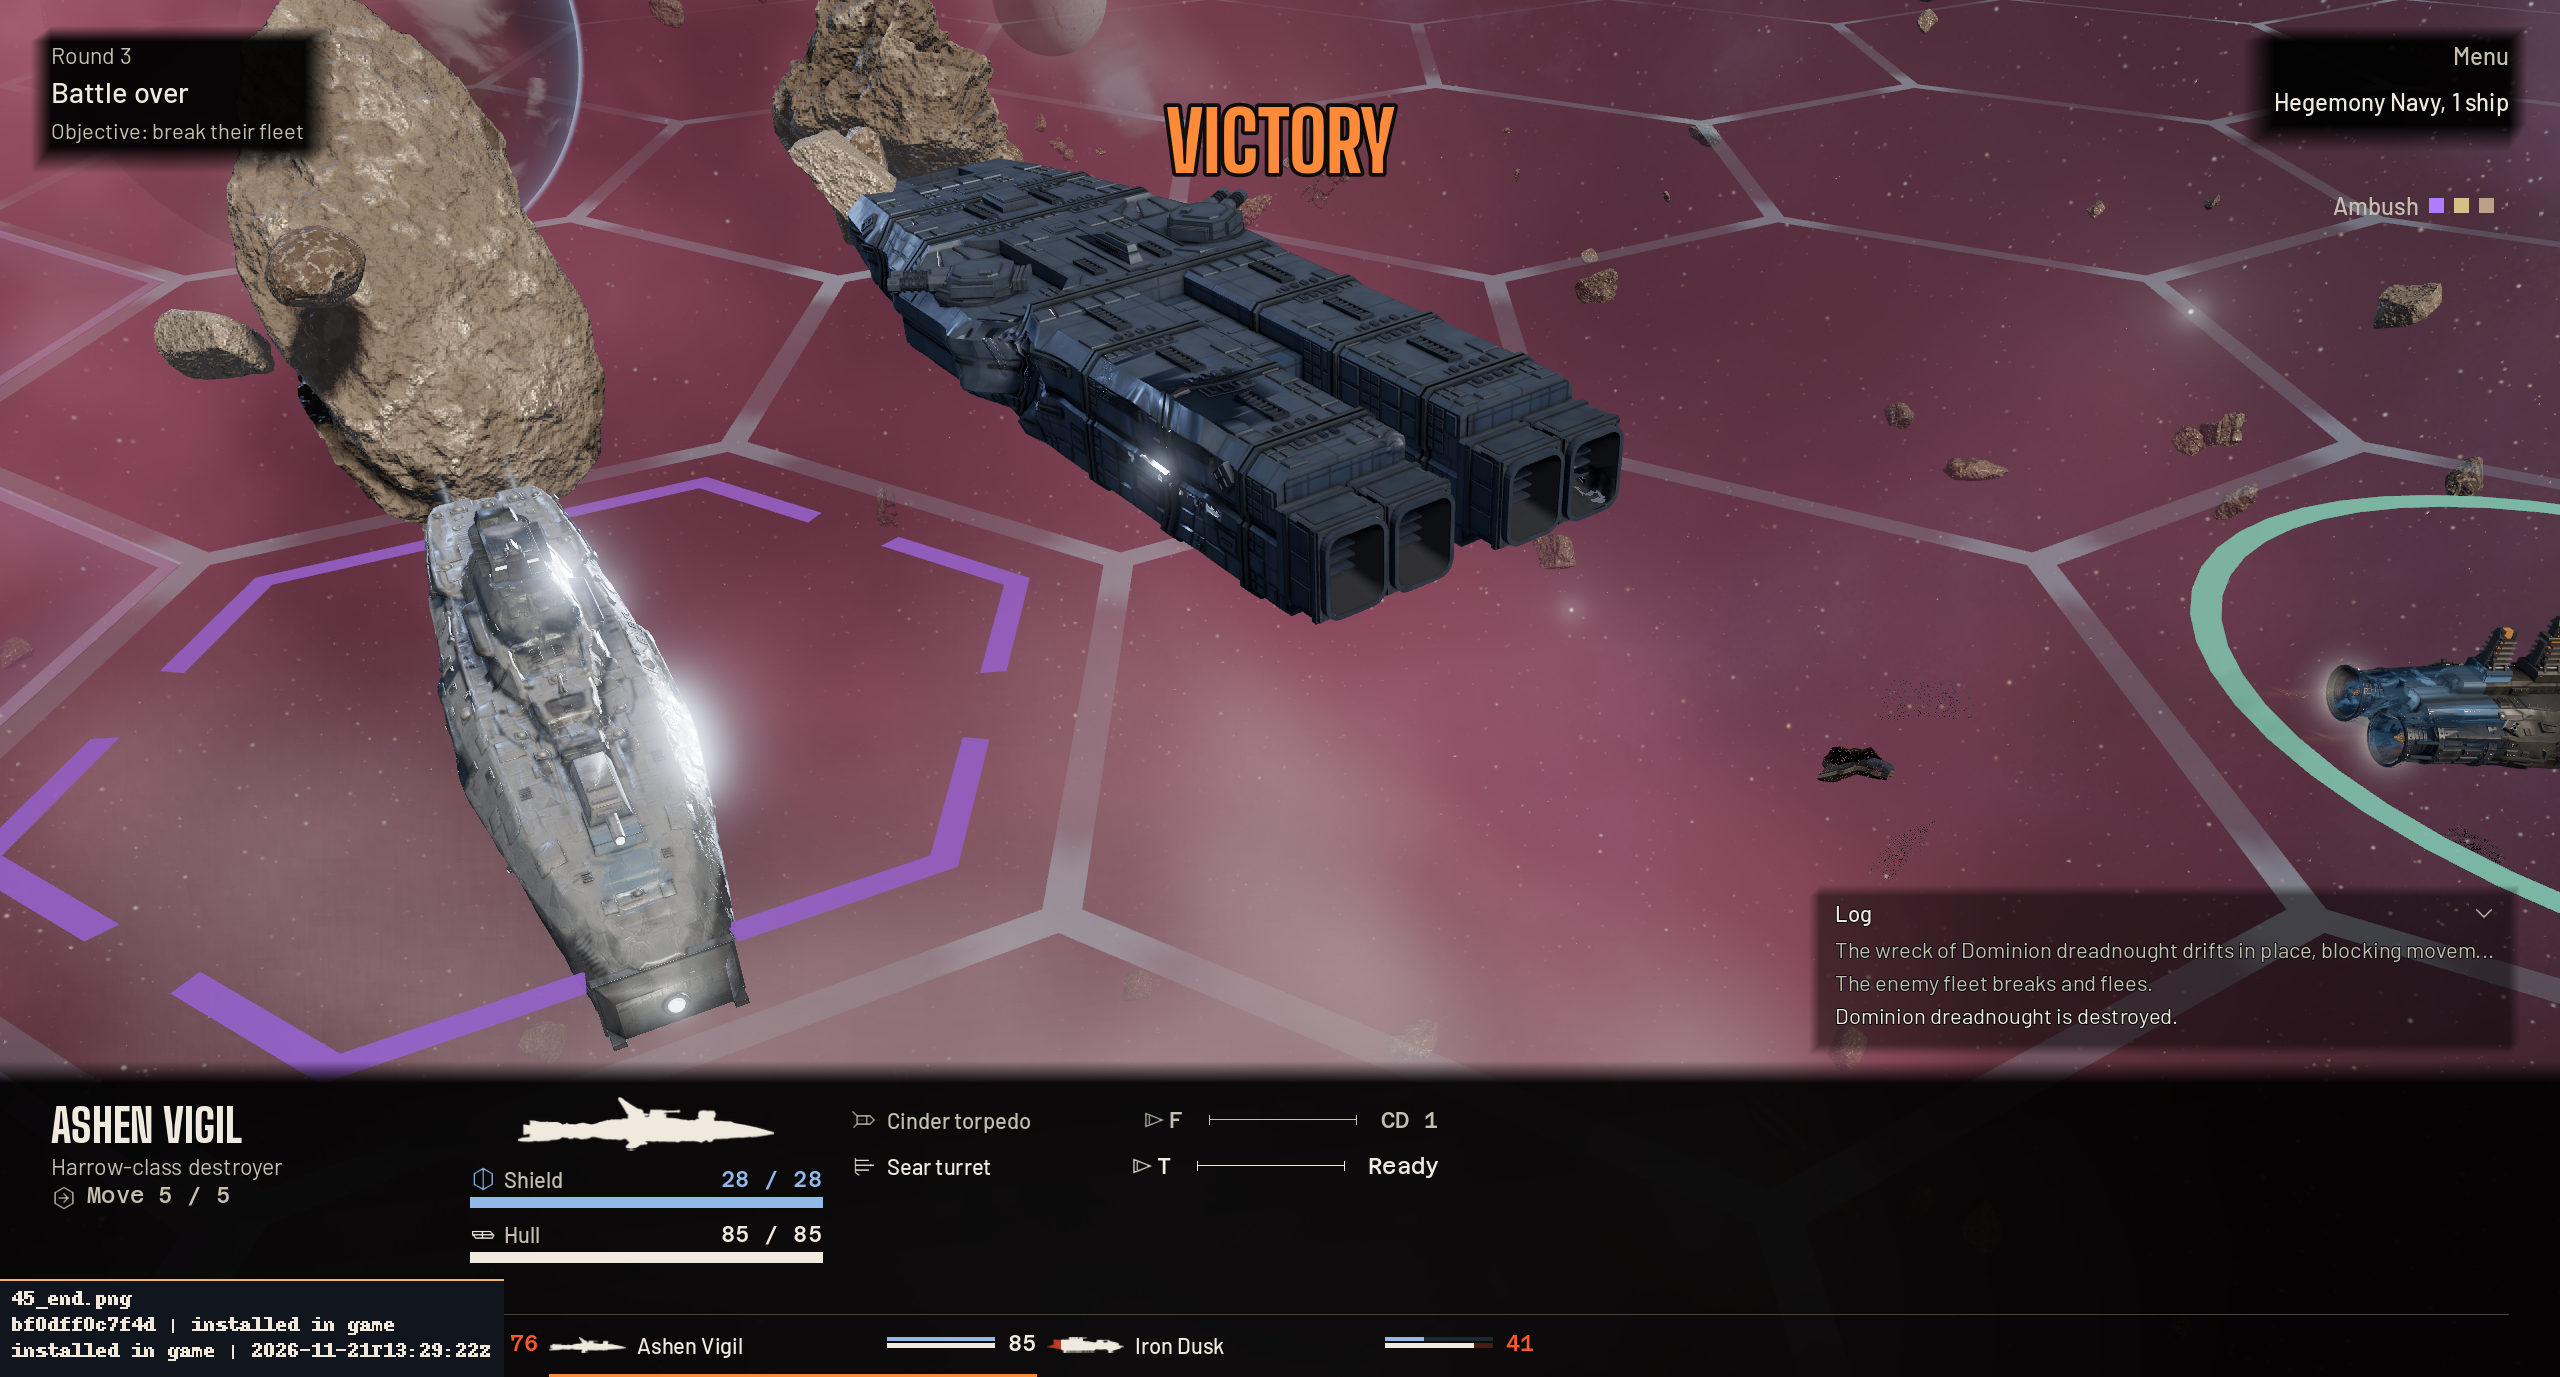 Round 3
Battle over
Objective: break their fleet
VICTORY
Menu
Hegemony Navy, 1 ship
Ambush
Log
The wreck of Dominion dreadnought drifts in place, blocking movem...
The enemy fleet breaks and flees.
Dominion dreadnought is destroyed.
ASHEN VIGIL
Harrow-class destroyer
Move 5 / 5
Shield 28 / 28
Hull 85 / 85
Cinder torpedo F CD 1
Sear turret T Ready
45_end.png
bf0dff0c7f4d | installed in game
installed in game | 2026-11-21T13:29:22Z
76 Ashen Vigil 85 Iron Dusk 41